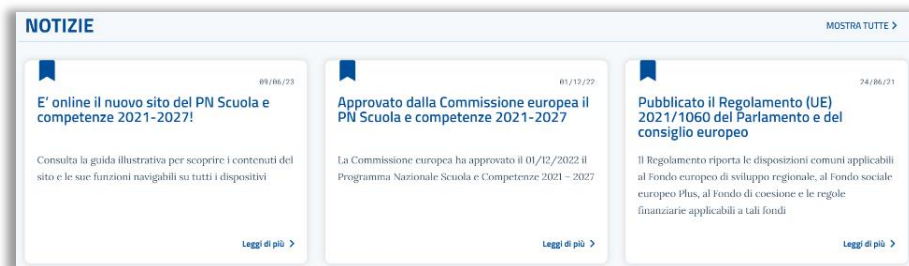 NOTIZIE
MOSTRA TUTTE
09/06/23
E' online il nuovo sito del PN Scuola e
competenze 2021-2027!
Consulta la guida illustrativa per scoprire i contenuti del
sito e le sue funzioni navigabili su tutti i dispositivi
Leggi di più
01/12/22
Approvato dalla Commissione europea il
PN Scuola e competenze 2021-2027
La Commissione europea ha approvato il 01/12/2022 il
Programma Nazionale Scuola e Competenze 2021 – 2027
Leggi di più
24/06/21
Pubblicato il Regolamento (UE)
2021/1060 del Parlamento e del
consiglio europeo
Il Regolamento riporta le disposizioni comuni applicabili
al Fondo europeo di sviluppo regionale, al Fondo sociale
europeo Plus, al Fondo di coesione e le regole
finanziarie applicabili a tali fondi
Leggi di più